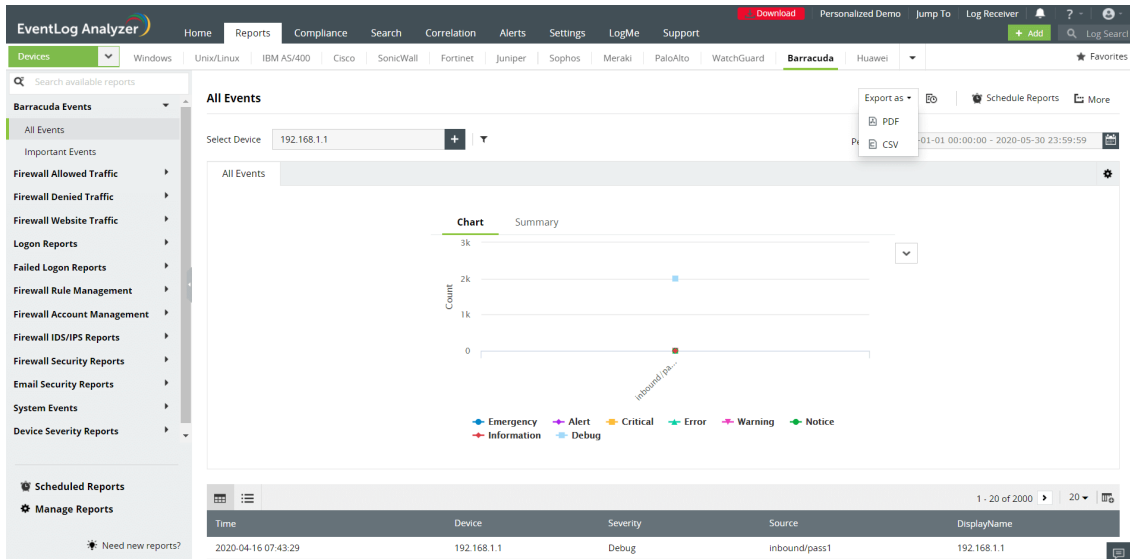 Download Personalized Demo Jump To Log Receiver ?
EventLog Analyzer
Home Reports Compliance Search Correlation Alerts Settings LogMe Support
+ Add Log Searc
Devices Windows Unix/Linux IBM AS/400 Cisco SonicWall Fortinet Juniper Sophos Meraki PaloAlto WatchGuard Barracuda Huawei Favorites
Search available reports
Barracuda Events
All Events
Important Events
Firewall Allowed Traffic
Firewall Denied Traffic
Firewall Website Traffic
Logon Reports
Failed Logon Reports
Firewall Rule Management
Firewall Account Management
Firewall IDS/IPS Reports
Firewall Security Reports
Email Security Reports
System Events
Device Severity Reports
Scheduled Reports
Manage Reports
Need new reports?
All Events
Export as Schedule Reports More
PDF
CSV
Select Device 192.168.1.1 + Pe -01-01 00:00:00 - 2020-05-30 23:59:59
All Events
Chart Summary
3k
2k
1k
0
Count
inbound/pa...
Emergency Alert Critical Error Warning Notice
Information Debug
1 - 20 of 2000 20
Time Device Severity Source DisplayName
2020-04-16 07:43:29 192.168.1.1 Debug inbound/pass1 192.168.1.1